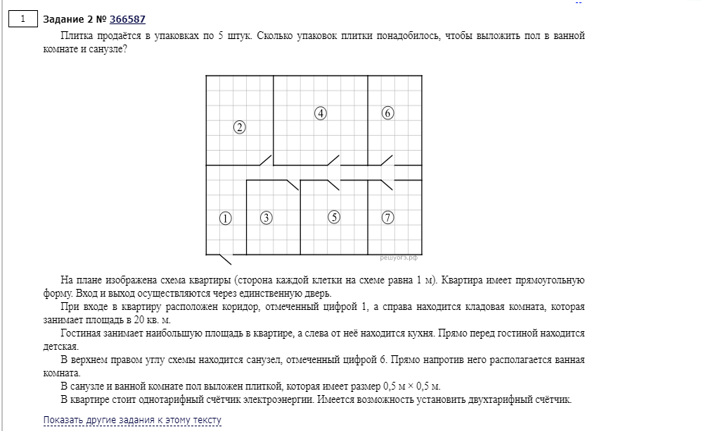 1
Задание 2 № 366587
Плитка продаётся в упаковках по 5 штук. Сколько упаковок плитки понадобилось, чтобы выложить пол в ванной
комнате и санузле?
4
6
2
1
3
5
7
решуогэ.рф
На плане изображена схема квартиры (сторона каждой клетки на схеме равна 1 м). Квартира имеет прямоугольную
форму. Вход и выход осуществляются через единственную дверь.
При входе в квартиру расположен коридор, отмеченный цифрой 1, а справа находится кладовая комната, которая
занимает площадь в 20 кв. м.
Гостиная занимает наибольшую площадь в квартире, а слева от неё находится кухня. Прямо перед гостиной находится
детская.
В верхнем правом углу схемы находится санузел, отмеченный цифрой 6. Прямо напротив него располагается ванная
комната.
В санузле и ванной комнате пол выложен плиткой, которая имеет размер 0,5 м × 0,5 м.
В квартире стоит однотарифный счётчик электроэнергии. Имеется возможность установить двухтарифный счётчик.
Показать другие задания к этому тексту